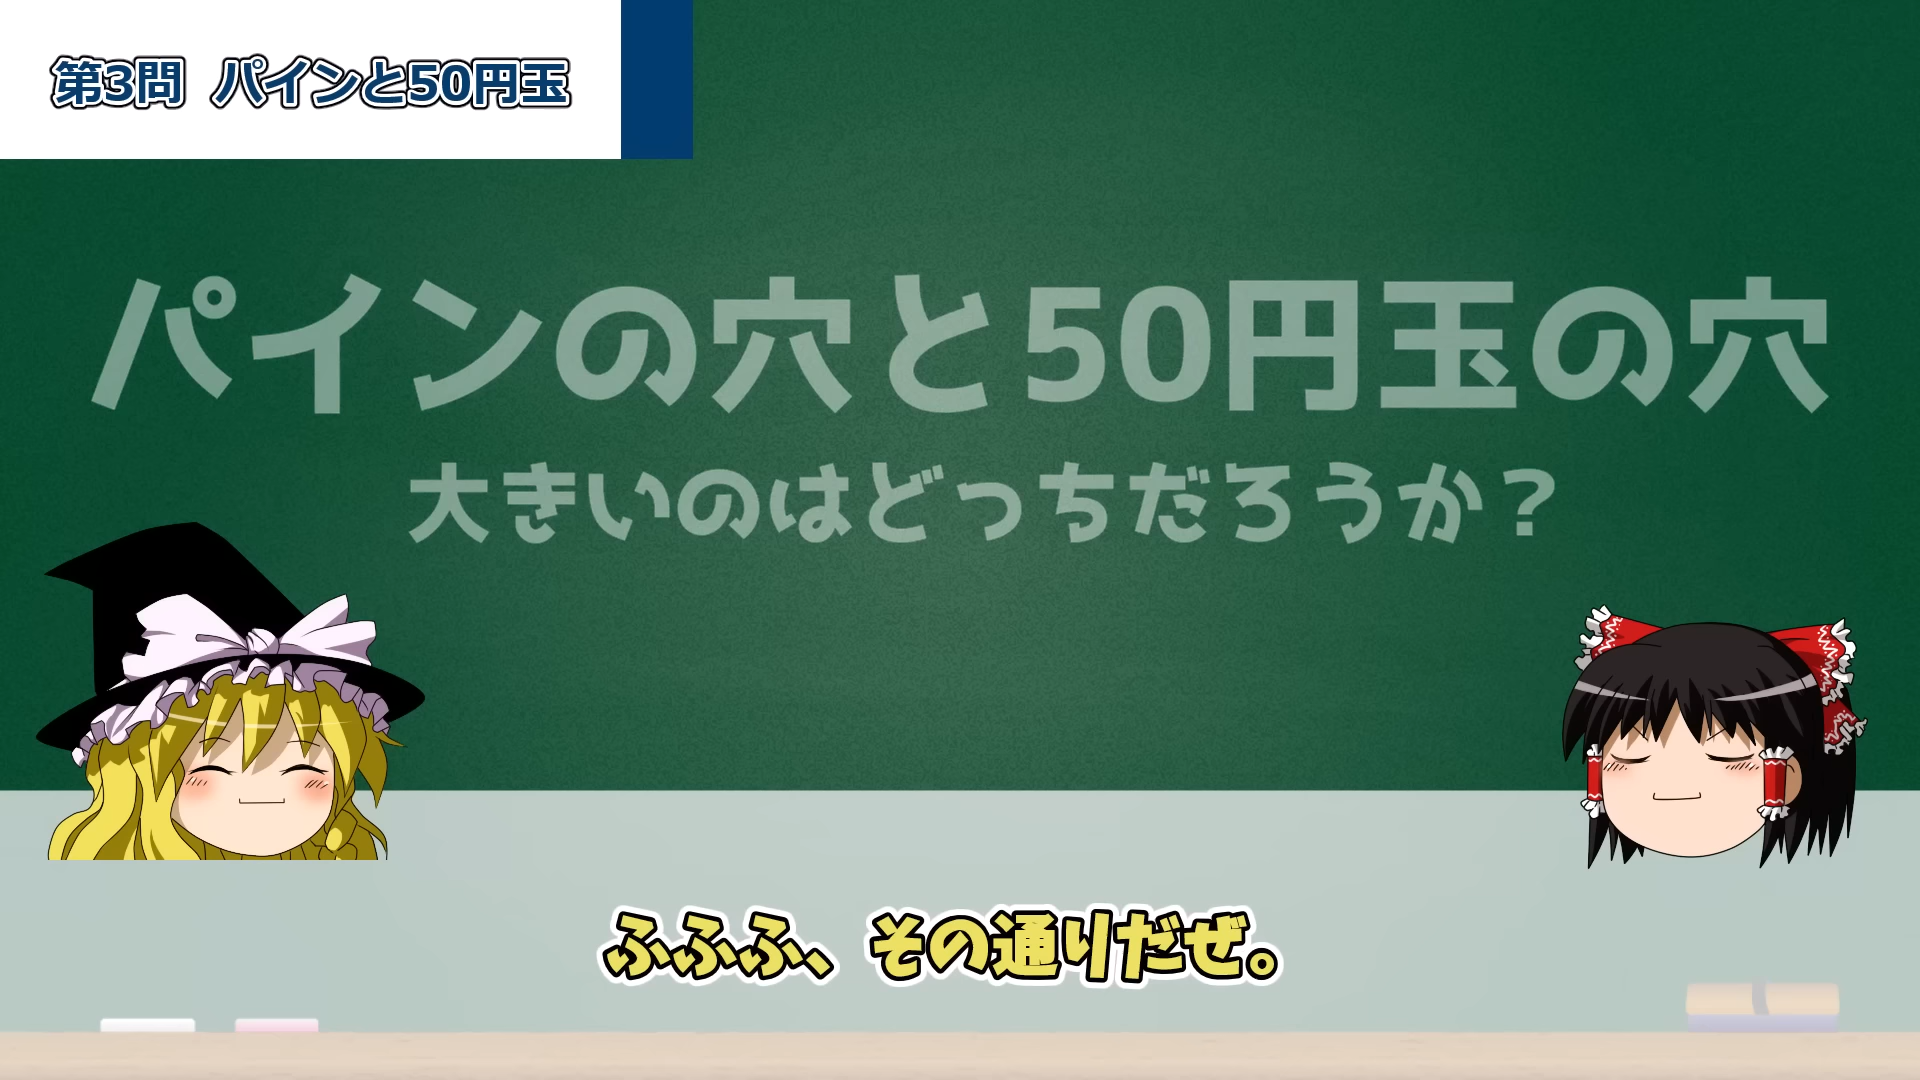 第3問 パインと50円玉
パインの穴と50円玉の穴
大きいのはどっちだろうか？
ふふふ、その通りだぜ。